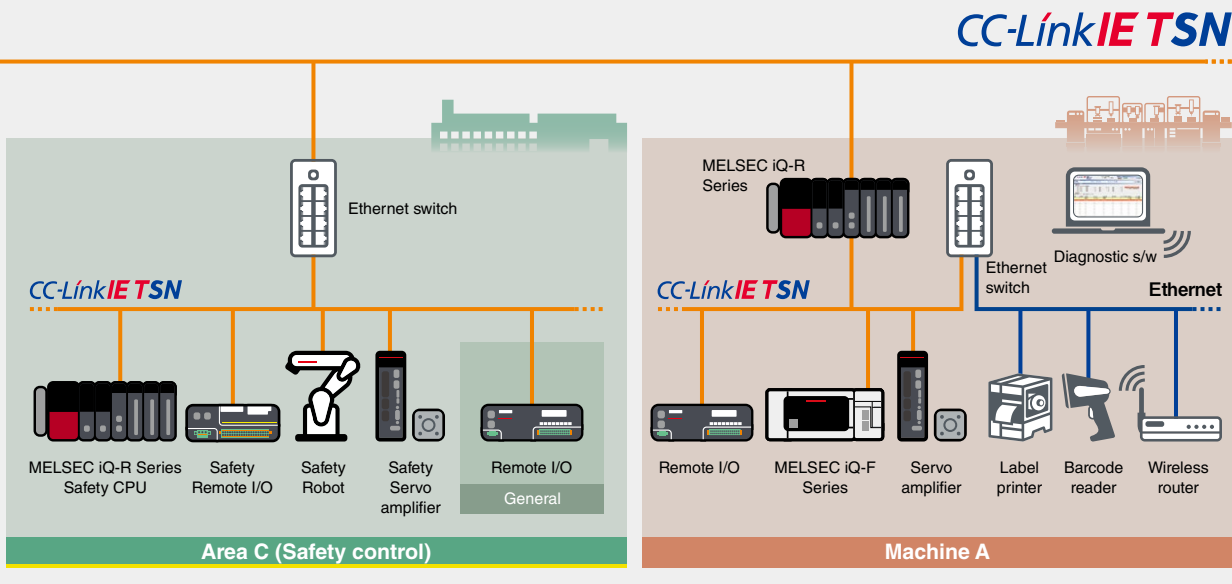 CC-Link IE TSN
Ethernet switch
CC-Link IE TSN
MELSEC iQ-R Series
Safety CPU
Safety
Remote I/O
Safety
Robot
Safety
Servo
amplifier
Remote I/O
General
Area C (Safety control)
MELSEC iQ-R
Series
Ethernet
switch
Diagnostic s/w
CC-Link IE TSN
Ethernet
Remote I/O
MELSEC iQ-F
Series
Servo
amplifier
Label
printer
Barcode
reader
Wireless
router
Machine A